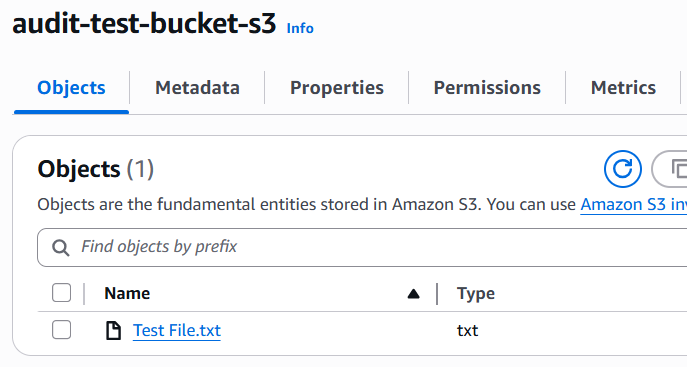 audit-test-bucket-s3 Info
Objects Metadata Properties Permissions Metrics
Objects (1)
Objects are the fundamental entities stored in Amazon S3. You can use Amazon S3 inv
Find objects by prefix
Name Type
Test File.txt txt